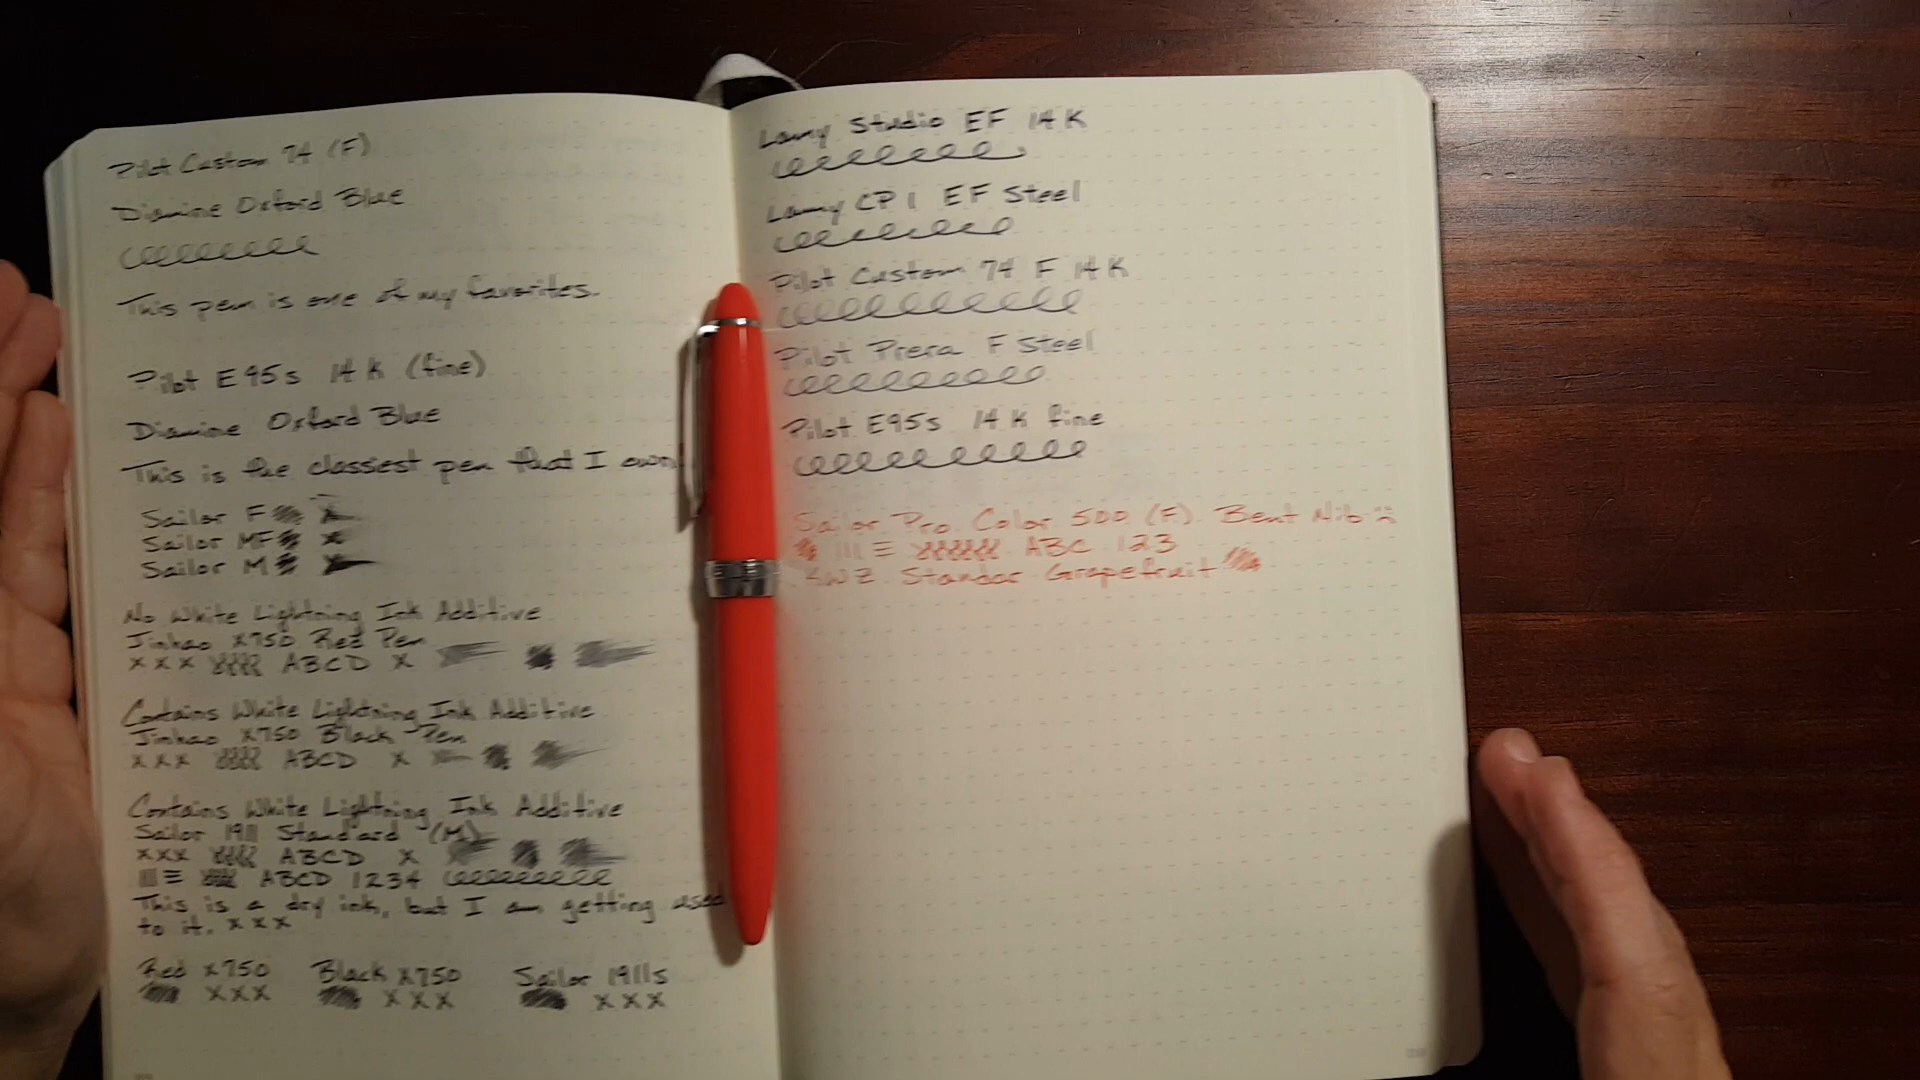 Pilot Custom 74 (F)
Diamine Oxford Blue
This pen is one of my favorites.
Pilot E95s 14K (fine)
Diamine Oxford Blue
This is the classiest pen that I own
Sailor F
Sailor MF
Sailor M
No White Lightning Ink Additive
Jinhao X750 Red Pen
x x x ABCD x
Contains White Lightning Ink Additive
Jinhao X750 Black Pen
x x x ABCD x
Contains White Lightning Ink Additive
Sailor 1911 Standard (M)
x x x ABCD x
||| ≡ ABCD 1234
This is a dry ink, but I am getting used
to it. x x x
Red x750 Black x750 Sailor 1911s
x x x x x x x x x
Lamy Studio EF 14K
Lamy CP1 EF Steel
Pilot Custom 74 F 14K
Pilot Prera F Steel
Pilot E95s 14K fine
Sailor Pro. Color 500 (F). Bent Nib
||| ≡ ABC 123
KWZ Standar Grapefruit